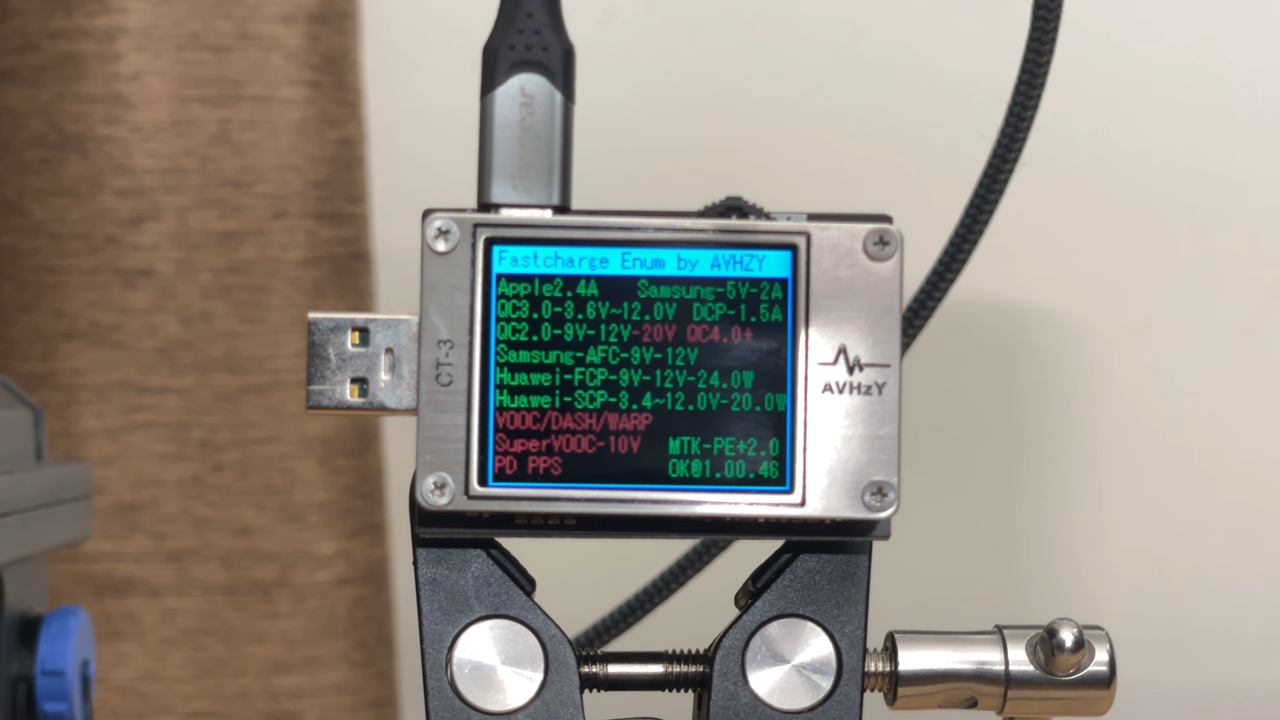 Fastcharge Enum by AVHZY
Apple2.4A Samsung-5V-2A
QC3.0-3.6V~12.0V DCP-1.5A
QC2.0-9V-12V-20V QC4.0+
Samsung-AFC-9V-12V
Huawei-FCP-9V-12V-24.0W
Huawei-SCP-3.4~12.0V-20.0W
VOOC/DASH/WARP
SuperVOOC-10V MTK-PE+2.0
PD PPS OK@1.00.46
CT-3
AVHzY